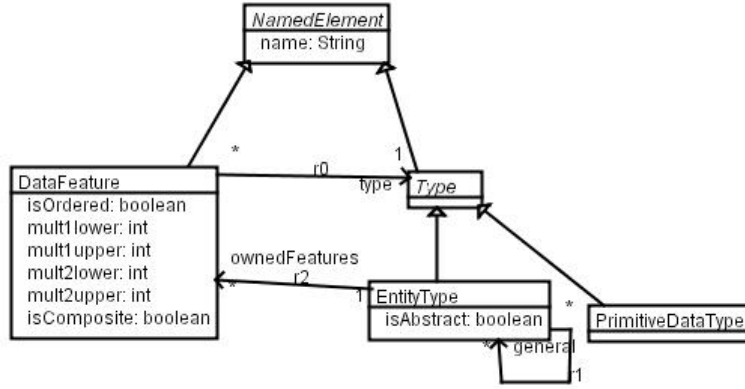 NamedElement
name: String
* 1
r0
type
DataFeature
Type
isOrdered: boolean
mult1lower: int
mult1upper: int
mult2lower: int
mult2upper: int
isComposite: boolean
ownedFeatures
r2
* 1
EntityType
isAbstract: boolean
*
PrimitiveDataType
* general
r1